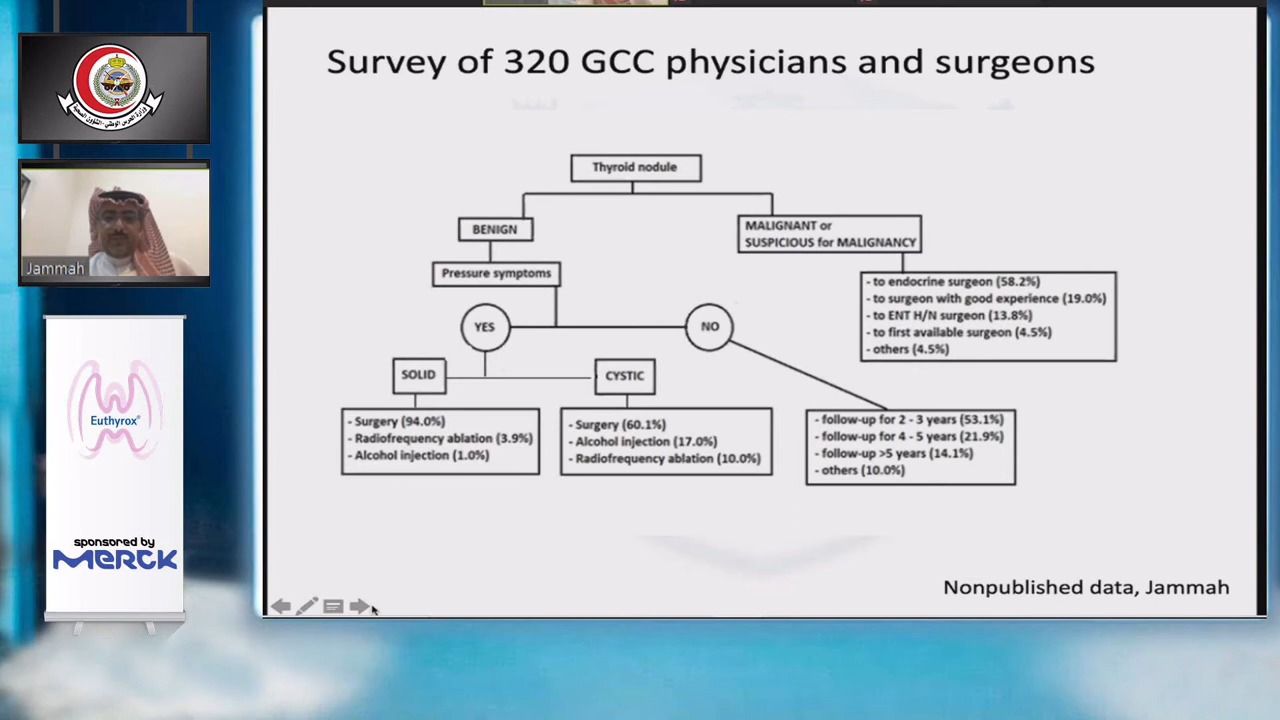 Survey of 320 GCC physicians and surgeons
Thyroid nodule
BENIGN
MALIGNANT or
SUSPICIOUS for MALIGNANCY
Pressure symptoms
- to endocrine surgeon (58.2%)
- to surgeon with good experience (19.0%)
- to ENT H/N surgeon (13.8%)
- to first available surgeon (4.5%)
- others (4.5%)
YES
NO
SOLID
CYSTIC
- Surgery (94.0%)
- Radiofrequency ablation (3.9%)
- Alcohol injection (1.0%)
- Surgery (60.1%)
- Alcohol injection (17.0%)
- Radiofrequency ablation (10.0%)
- follow-up for 2 - 3 years (53.1%)
- follow-up for 4 - 5 years (21.9%)
- follow-up >5 years (14.1%)
- others (10.0%)
Nonpublished data, Jammah
Jammah
Euthyrox®
sponsored by
MERCK
وزارة الحرس الوطني - الشؤون الصحية